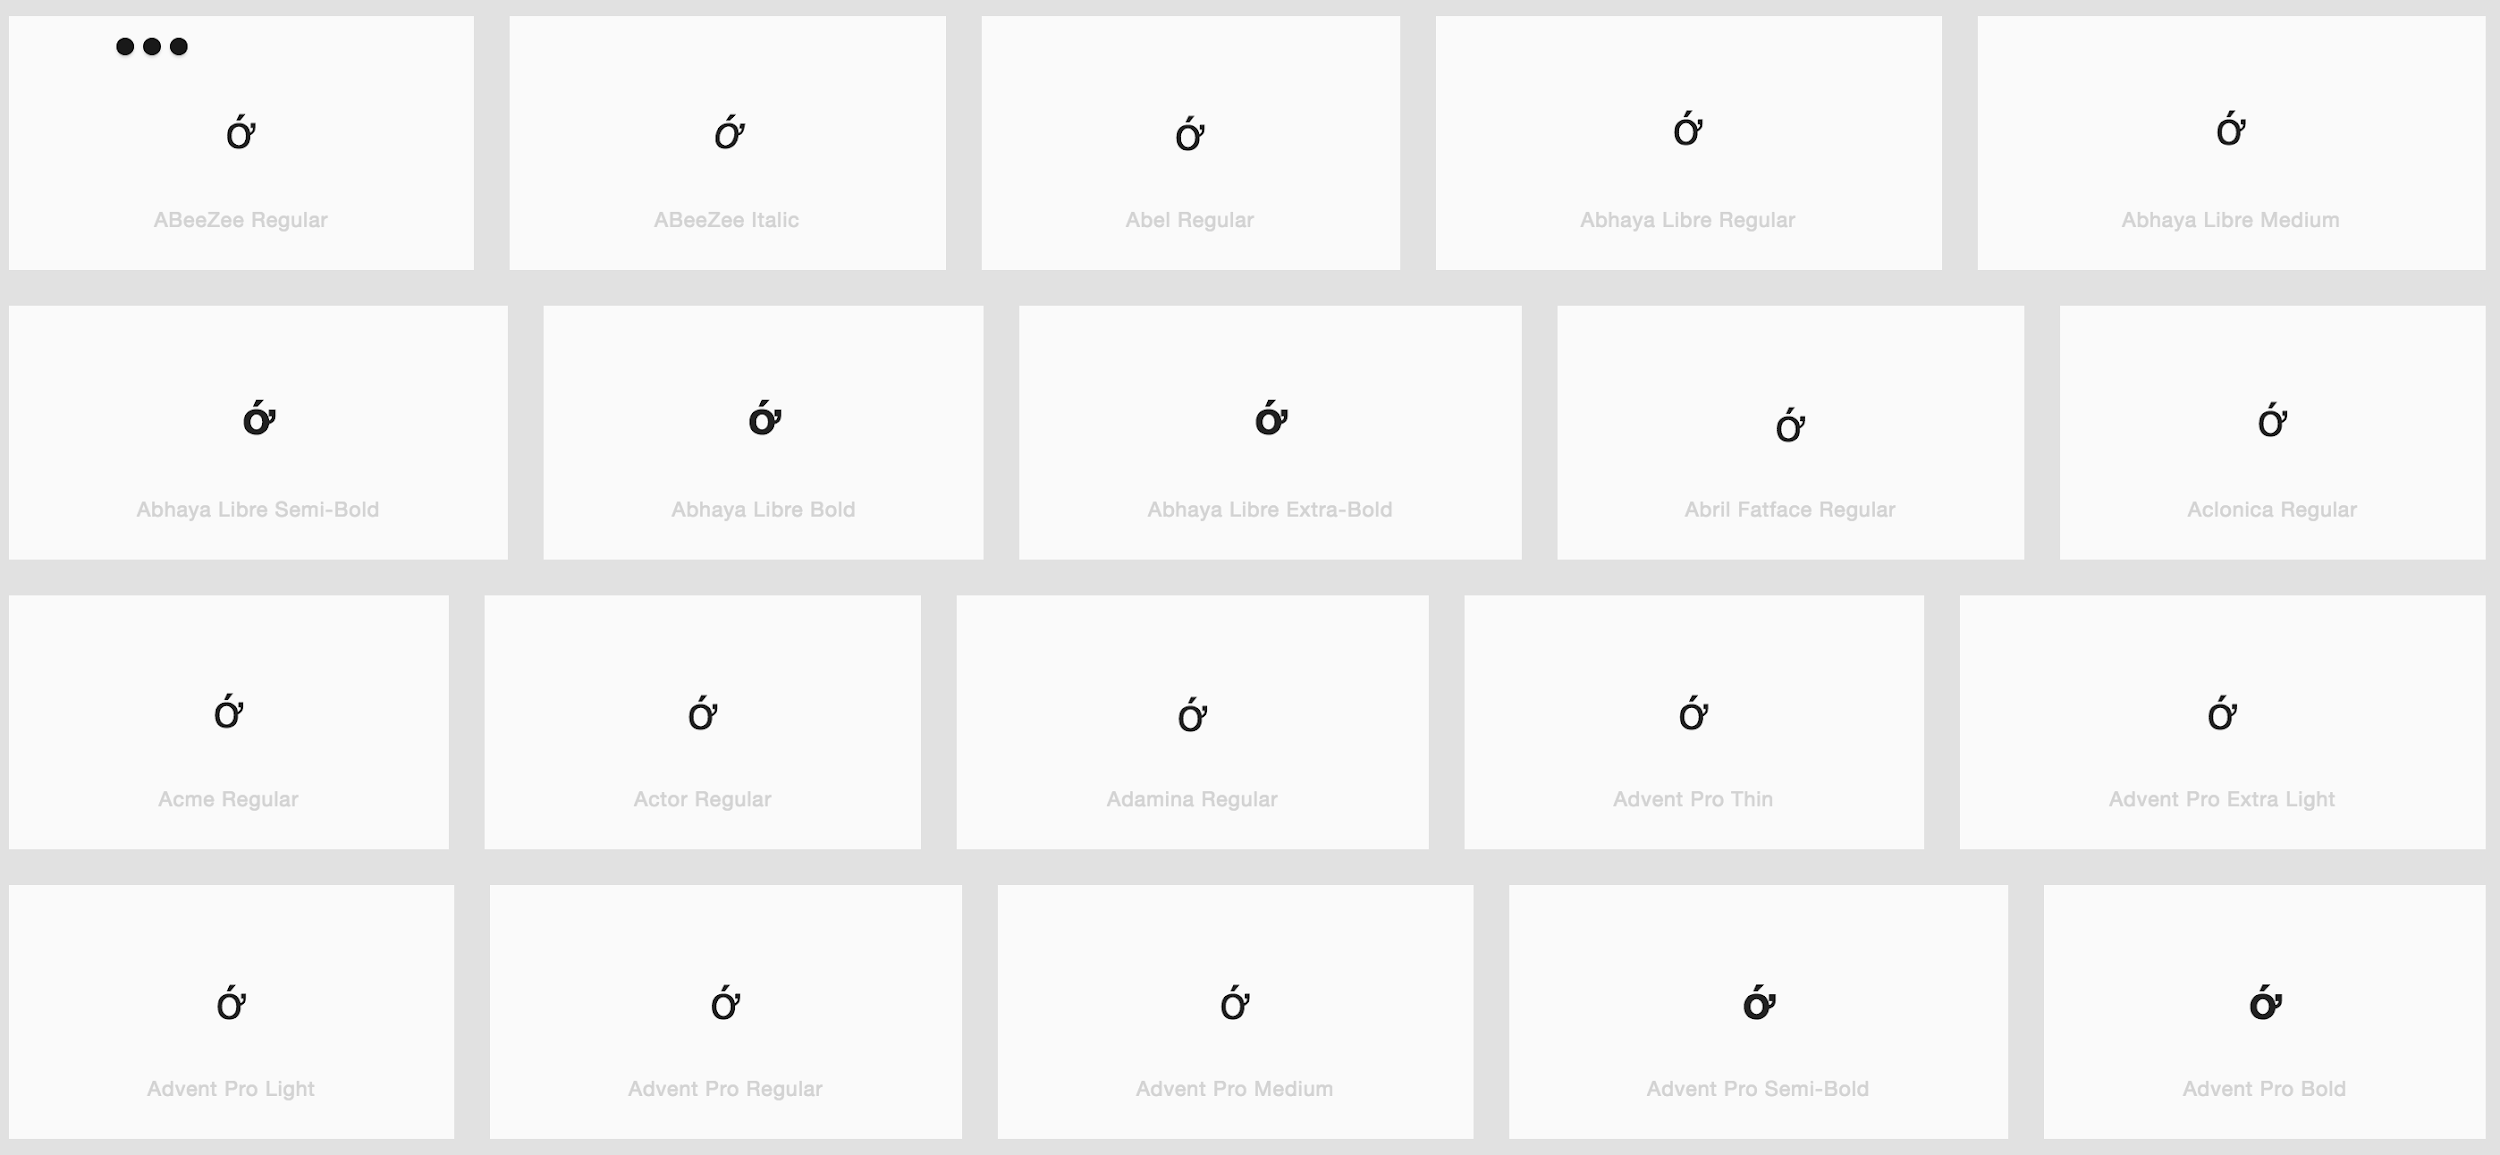 ớ ớ ớ ớ ớ
ABeeZee Regular ABeeZee Italic Abel Regular Abhaya Libre Regular Abhaya Libre Medium
ớ ớ ớ ớ ớ
Abhaya Libre Semi-Bold Abhaya Libre Bold Abhaya Libre Extra-Bold Abril Fatface Regular Aclonica Regular
ớ ớ ớ ớ ớ
Acme Regular Actor Regular Adamina Regular Advent Pro Thin Advent Pro Extra Light
ớ ớ ớ ớ ớ
Advent Pro Light Advent Pro Regular Advent Pro Medium Advent Pro Semi-Bold Advent Pro Bold